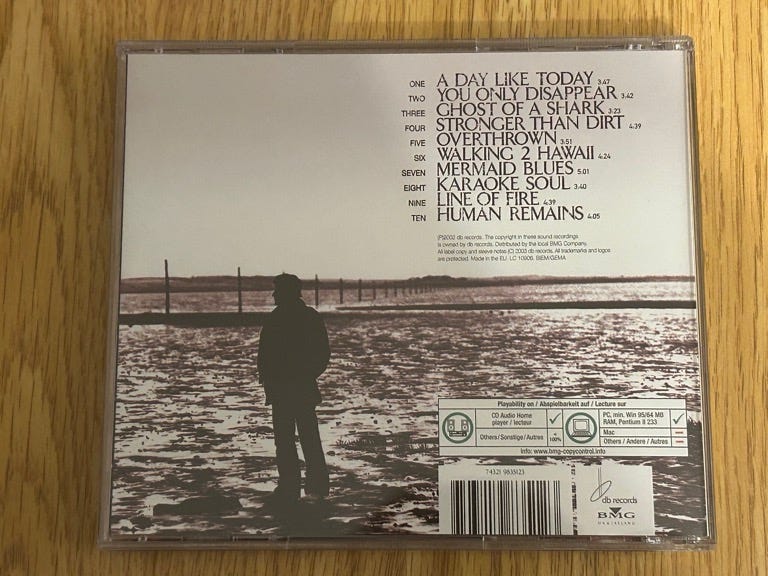 ONE A DAY LIKE TODAY 3.47
TWO YOU ONLY DISAPPEAR 3.42
THREE GHOST OF A SHARK 3.23
FOUR STRONGER THAN DIRT 4.39
FIVE OVERTHROWN 3.51
SIX WALKING 2 HAWAII 4.24
SEVEN MERMAID BLUES 5.01
EIGHT KARAOKE SOUL 3.40
NINE LINE OF FIRE 4.39
TEN HUMAN REMAINS 4.05
(P)2002 db records. The copyright in these sound recordings
is owned by db records. Distributed by the local BMG Company.
All label copy and sleeve notes (C) 2003 db records. All trademarks and logos
are protected. Made in the EU. LC 10906. BIEM/GEMA
Playability on / Abspielbarkeit auf / Lecture sur
CD Audio Home
player / lecteur
Others / Sonstige / Autres
< 100%
PC, min. Win 95/64 MB
RAM, Pentium II 233
Mac
Others / Andere / Autres
Info: www.bmg-copycontrol.info
74321 9835123
db records
BMG
UK & IRELAND